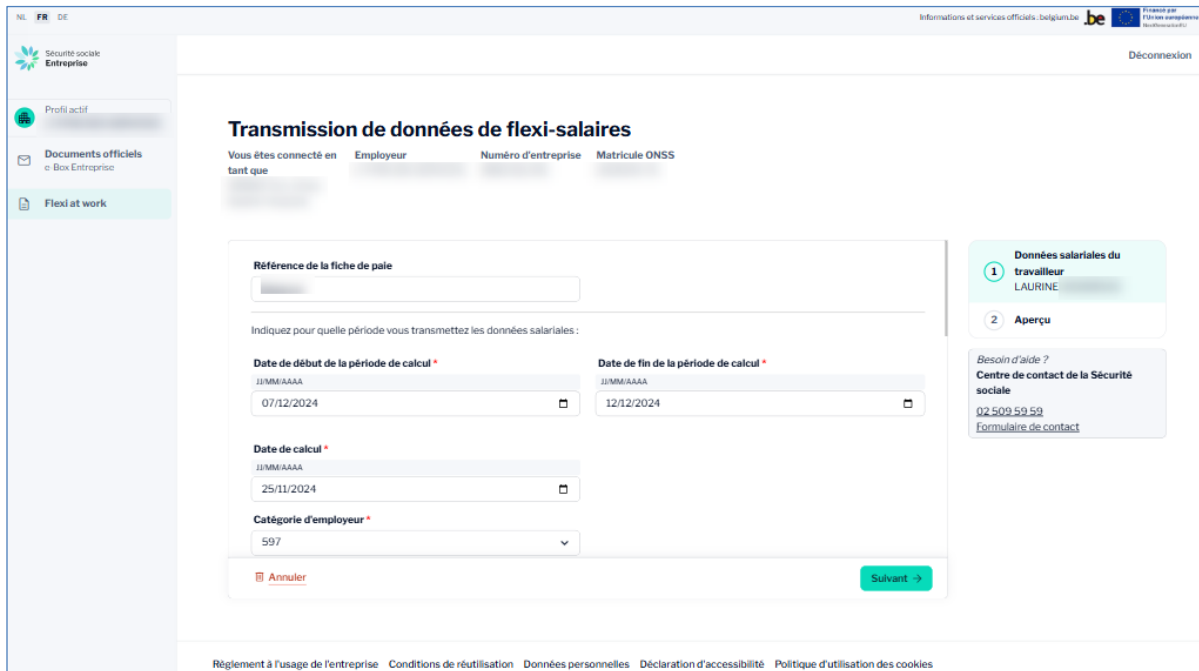 NL FR DE
Informations et services officiels : belgium.be .be
Financé par
l'Union européenne
NextGenerationEU
Sécurité sociale
Entreprise
Déconnexion
Profil actif
Documents officiels
e-Box Entreprise
Flexi at work
Transmission de données de flexi-salaires
Vous êtes connecté en
tant que
Employeur
Numéro d'entreprise
Matricule ONSS
Référence de la fiche de paie
Indiquez pour quelle période vous transmettez les données salariales :
Date de début de la période de calcul *
JJ/MM/AAAA
07/12/2024
Date de fin de la période de calcul *
JJ/MM/AAAA
12/12/2024
Date de calcul *
JJ/MM/AAAA
25/11/2024
Catégorie d'employeur *
597
Annuler
Suivant →
1
Données salariales du
travailleur
LAURINE
2 Aperçu
Besoin d'aide ?
Centre de contact de la Sécurité
sociale
02 509 59 59
Formulaire de contact
Règlement à l'usage de l'entreprise Conditions de réutilisation Données personnelles Déclaration d'accessibilité Politique d'utilisation des cookies